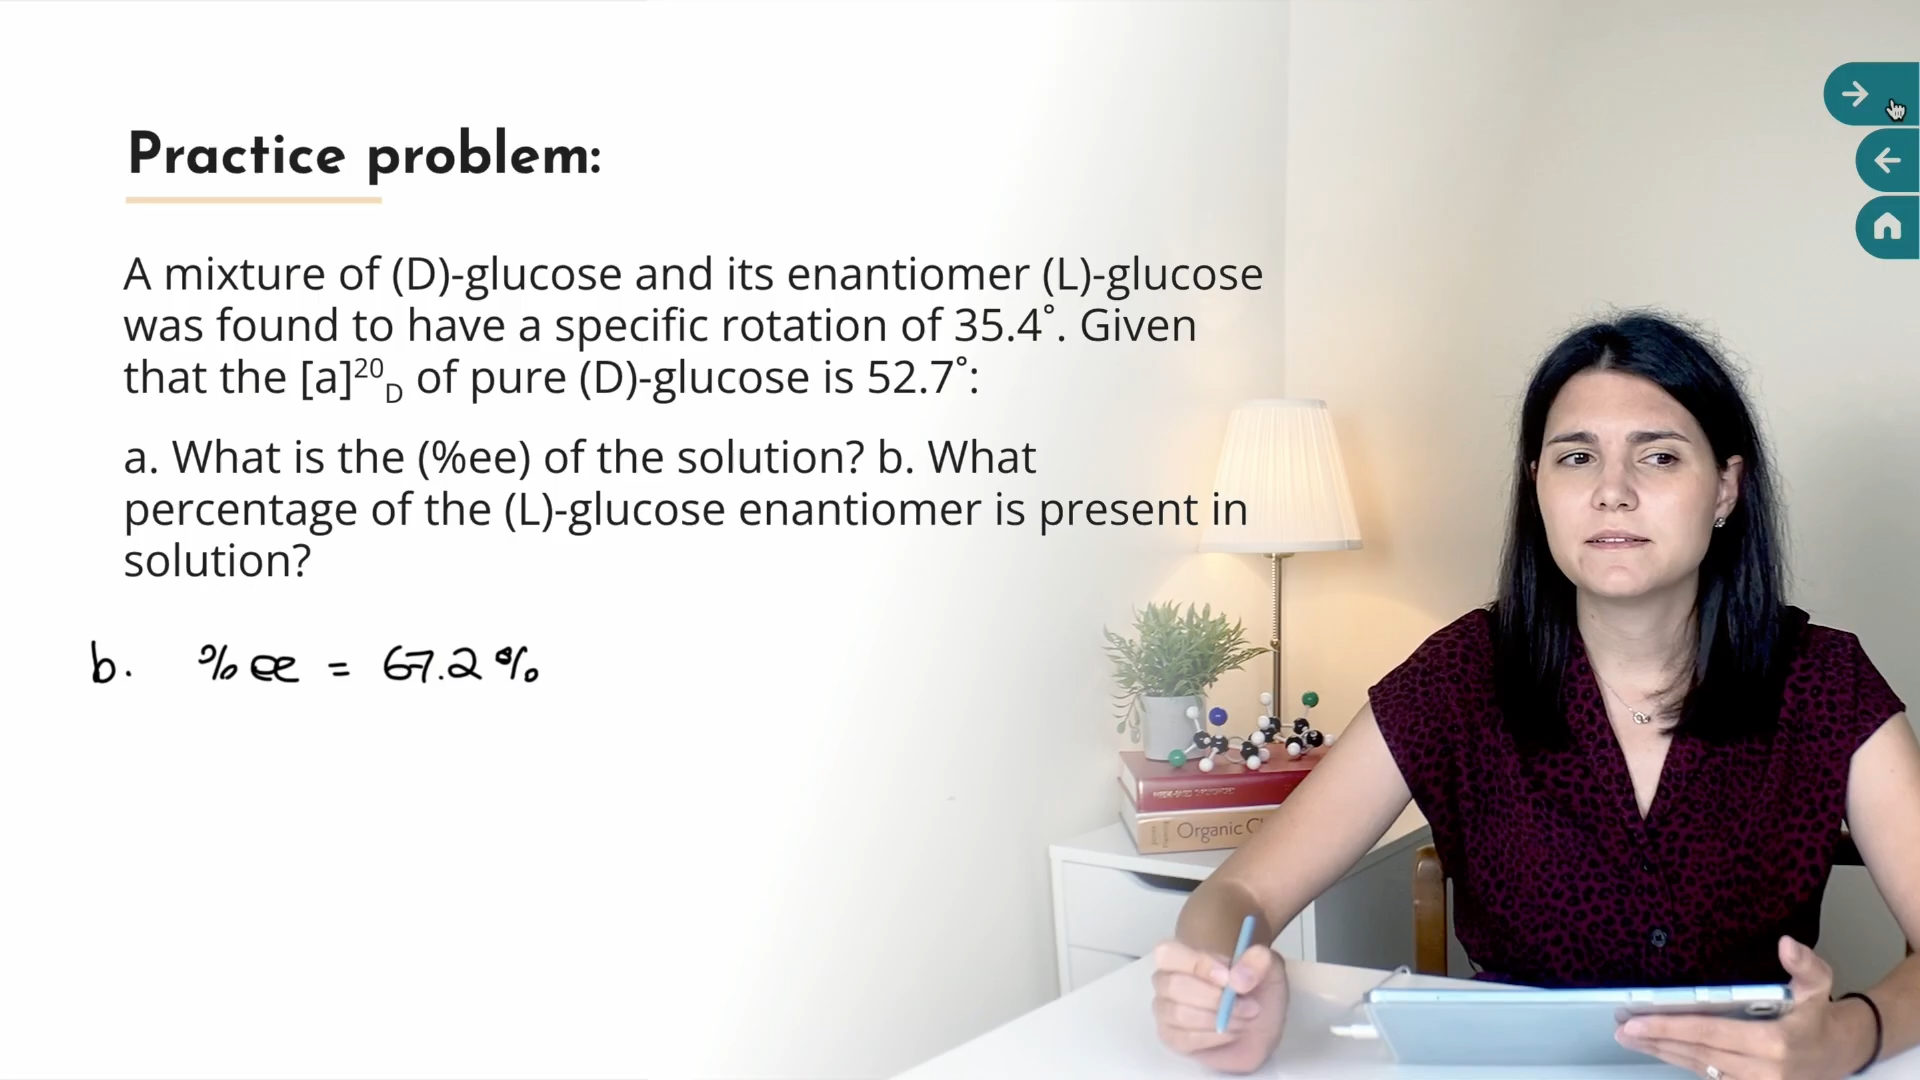 Practice problem:
A mixture of (D)-glucose and its enantiomer (L)-glucose
was found to have a specific rotation of 35.4˚. Given
that the [a]²⁰D of pure (D)-glucose is 52.7˚:
a. What is the (%ee) of the solution? b. What
percentage of the (L)-glucose enantiomer is present in
solution?
b. %ee = 67.2%
Organic